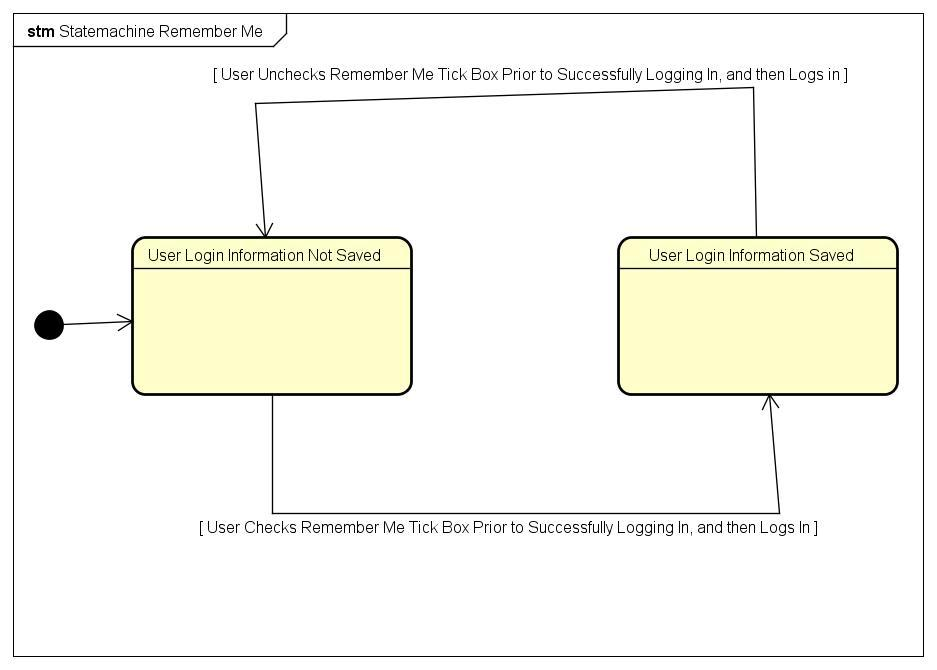 stm Statemachine Remember Me
[ User Unchecks Remember Me Tick Box Prior to Successfully Logging In, and then Logs in ]
User Login Information Not Saved
User Login Information Saved
[ User Checks Remember Me Tick Box Prior to Successfully Logging In, and then Logs In ]